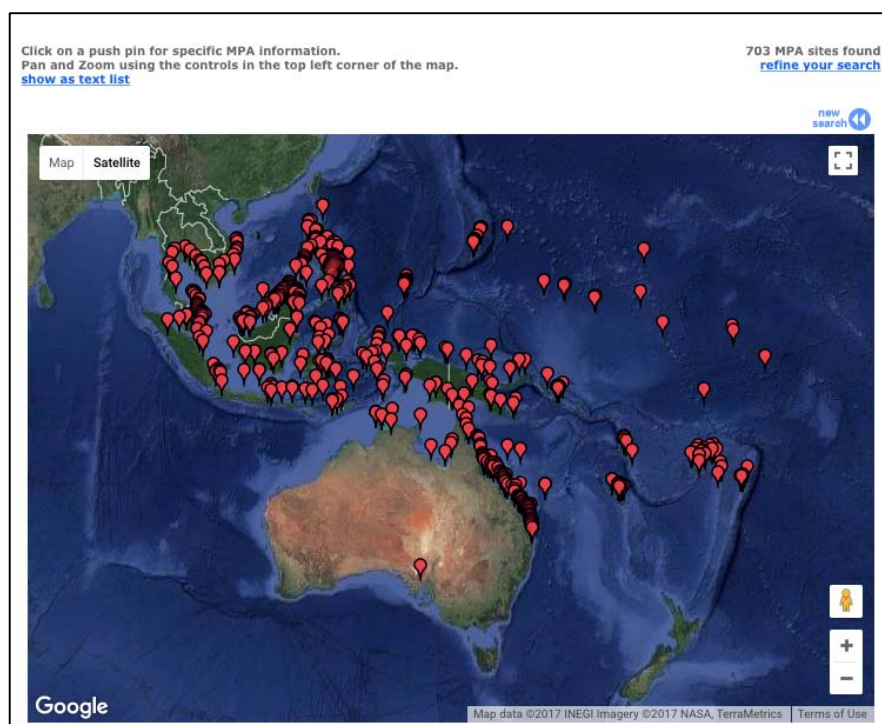 Click on a push pin for specific MPA information.
Pan and Zoom using the controls in the top left corner of the map.
show as text list
703 MPA sites found
refine your search
new
search
Map Satellite
Google
Map data ©2017 INEGI Imagery ©2017 NASA, TerraMetrics Terms of Use